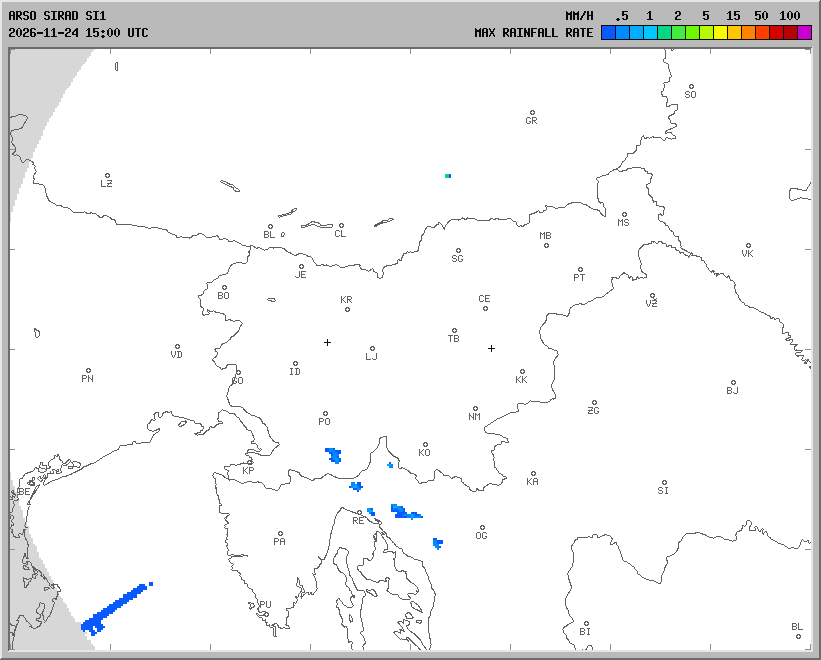 ARSO SIRAD SI1
2026-11-24 15:00 UTC
MM/H .5 1 2 5 15 50 100
MAX RAINFALL RATE
SO
GR
LZ
MS
BL
CL
MB
VK
SG
JE
PT
BO
KR
CE
VZ
TB
VD
LJ
ID
PN
GO
KK
BJ
ZG
NM
PO
KO
KP
KA
SI
BE
RE
OG
PA
PU
BI
BL